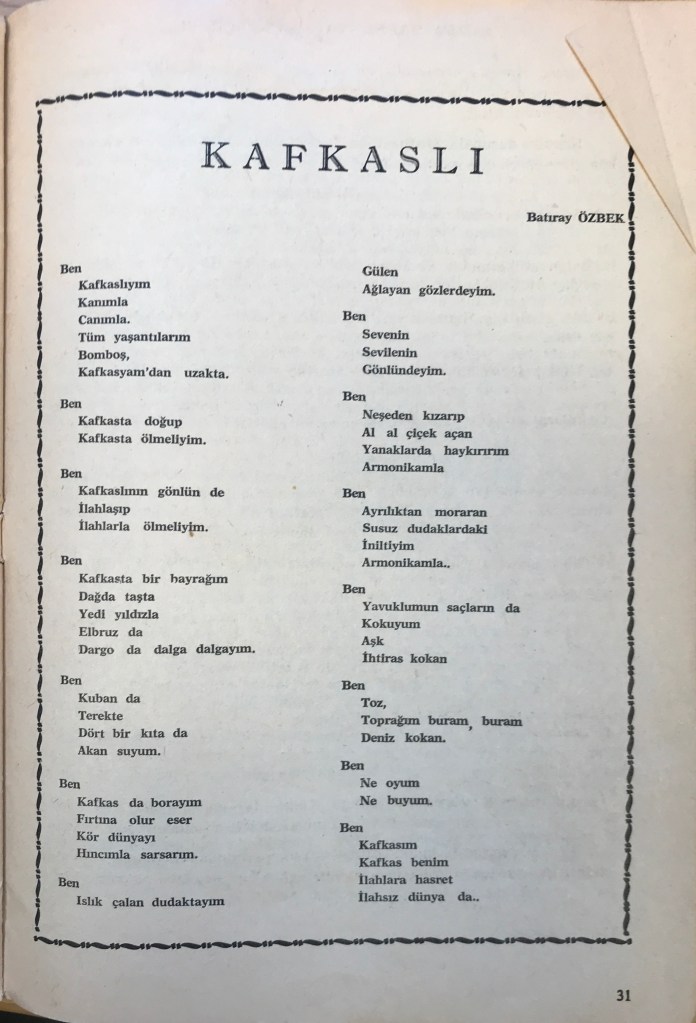 KAFKASLI
Batıray ÖZBEK
Ben
Kafkaslıyım
Kanımla
Canımla.
Tüm yaşantılarım
Bomboş,
Kafkasyam'dan uzakta.
Ben
Kafkasta doğup
Kafkasta ölmeliyim.
Ben
Kafkaslının gönlün de
İlahlaşıp
İlahlarla ölmeliyim.
Ben
Kafkasta bir bayrağım
Dağda taşta
Yedi yıldızla
Elbruz da
Dargo da dalga dalgayım.
Ben
Kuban da
Terekte
Dört bir kıta da
Akan suyum.
Ben
Kafkas da borayım
Fırtına olur eser
Kör dünyayı
Hıncımla sarsarım.
Ben
Islık çalan dudaktayım
Gülen
Ağlayan gözlerdeyim.
Ben
Sevenin
Sevilenin
Gönlündeyim.
Ben
Neşeden kızarıp
Al al çiçek açan
Yanaklarda haykırırım
Armonikamla
Ben
Ayrılıktan moraran
Susuz dudaklardaki
İniltiyim
Armonikamla..
Ben
Yavuklumun saçların da
Kokuyum
Aşk
İhtiras kokan
Ben
Toz,
Toprağım buram, buram
Deniz kokan.
Ben
Ne oyum
Ne buyum.
Ben
Kafkasım
Kafkas benim
İlahlara hasret
İlahsız dünya da..
31